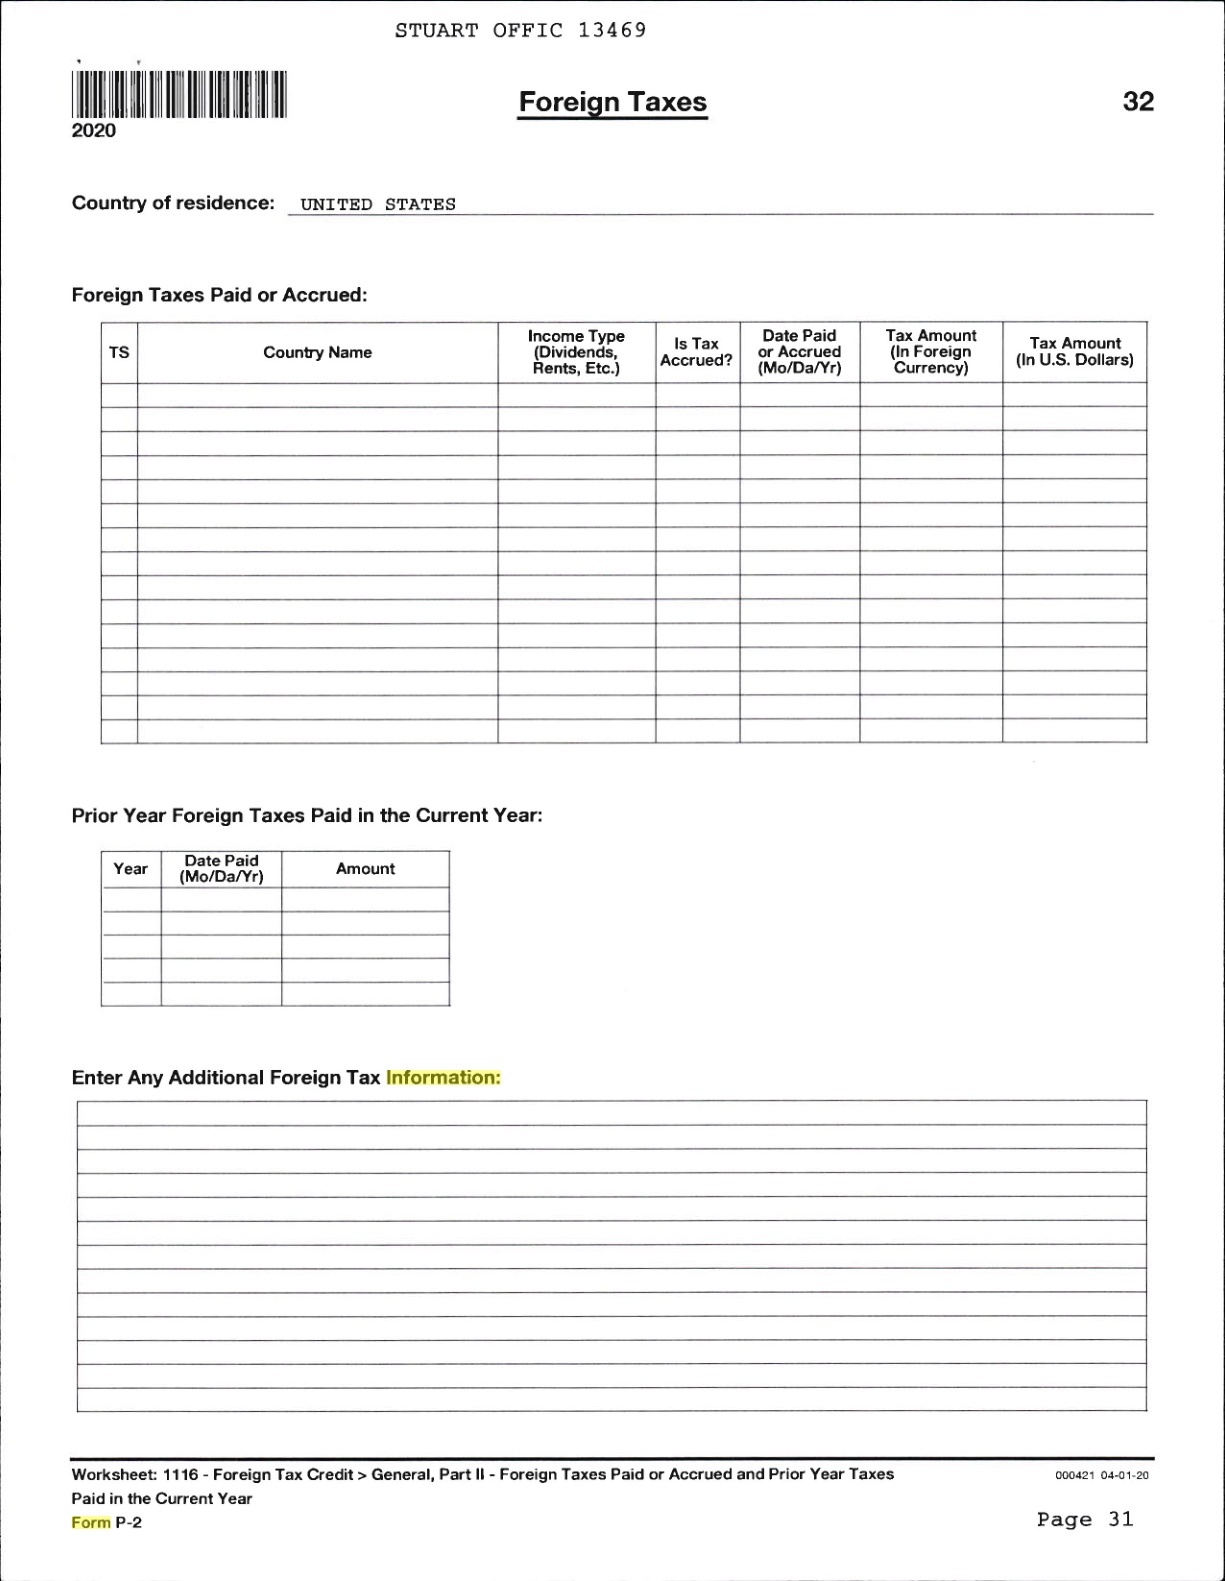 STUART OFFIC 13469
2020
Foreign Taxes
32
Country of residence: UNITED STATES
Foreign Taxes Paid or Accrued:
TS
Country Name
Income Type
(Dividends,
Rents, Etc.)
Is Tax
Accrued?
Date Paid
or Accrued
(Mo/Da/Yr)
Tax Amount
(In Foreign
Currency)
Tax Amount
(In U.S. Dollars)
Prior Year Foreign Taxes Paid in the Current Year:
Year
Date Paid
(Mo/Da/Yr)
Amount
Enter Any Additional Foreign Tax Information:
Worksheet: 1116 - Foreign Tax Credit > General, Part II - Foreign Taxes Paid or Accrued and Prior Year Taxes
Paid in the Current Year
000421 04-01-20
Form P-2
Page 31